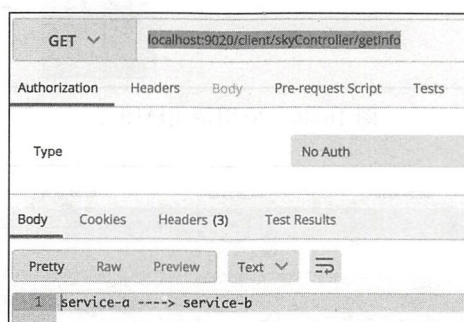 GET localhost:9020/client/skyController/getInfo
Authorization Headers Body Pre-request Script Tests
Type No Auth
Body Cookies Headers (3) Test Results
Pretty Raw Preview Text
1 service-a ----> service-b